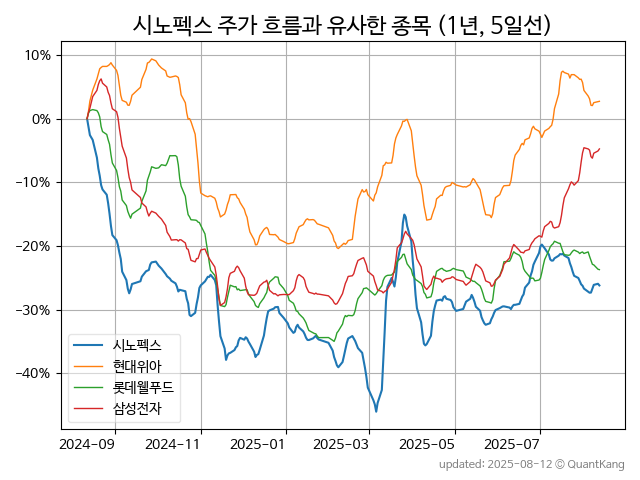 시노펙스 주가 흐름과 유사한 종목 (1년, 5일선)
10%
0%
−10%
−20%
−30%
−40%
시노펙스
현대위아
롯데웰푸드
삼성전자
2024-09
2024-11
2025-01
2025-03
2025-05
2025-07
updated: 2025-08-12 © QuantKang